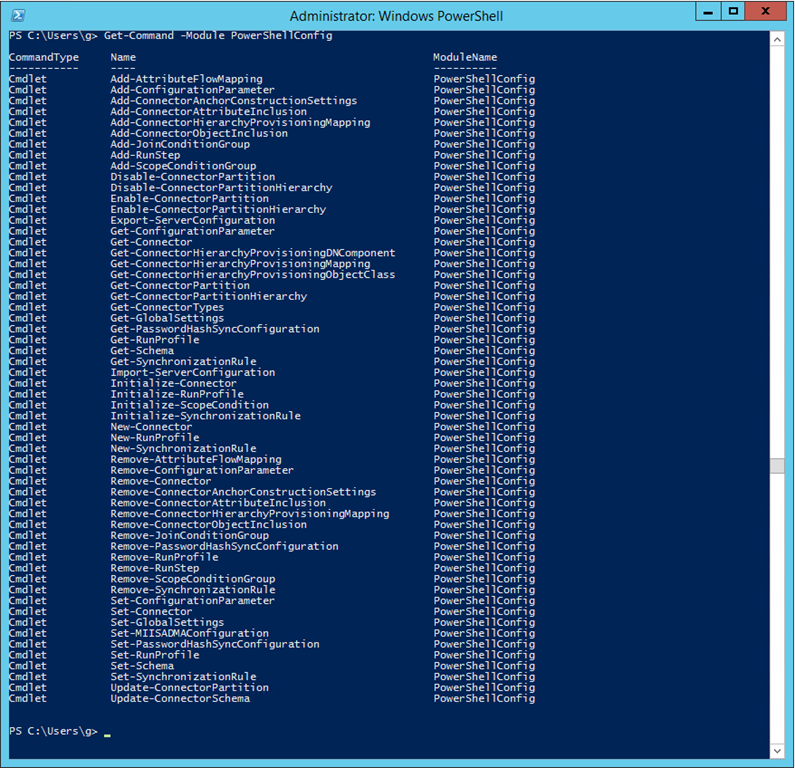 Administrator: Windows PowerShell
PS C:\Users\g> Get-Command -Module PowerShellConfig
CommandType Name ModuleName
----------- ---- ----------
Cmdlet Add-AttributeFlowMapping PowerShellConfig
Cmdlet Add-ConfigurationParameter PowerShellConfig
Cmdlet Add-ConnectorAnchorConstructionSettings PowerShellConfig
Cmdlet Add-ConnectorAttributeInclusion PowerShellConfig
Cmdlet Add-ConnectorHierarchyProvisioningMapping PowerShellConfig
Cmdlet Add-ConnectorObjectInclusion PowerShellConfig
Cmdlet Add-JoinConditionGroup PowerShellConfig
Cmdlet Add-RunStep PowerShellConfig
Cmdlet Add-ScopeConditionGroup PowerShellConfig
Cmdlet Disable-ConnectorPartition PowerShellConfig
Cmdlet Disable-ConnectorPartitionHierarchy PowerShellConfig
Cmdlet Enable-ConnectorPartition PowerShellConfig
Cmdlet Enable-ConnectorPartitionHierarchy PowerShellConfig
Cmdlet Export-ServerConfiguration PowerShellConfig
Cmdlet Get-ConfigurationParameter PowerShellConfig
Cmdlet Get-Connector PowerShellConfig
Cmdlet Get-ConnectorHierarchyProvisioningDNComponent PowerShellConfig
Cmdlet Get-ConnectorHierarchyProvisioningMapping PowerShellConfig
Cmdlet Get-ConnectorHierarchyProvisioningObjectClass PowerShellConfig
Cmdlet Get-ConnectorPartition PowerShellConfig
Cmdlet Get-ConnectorPartitionHierarchy PowerShellConfig
Cmdlet Get-ConnectorTypes PowerShellConfig
Cmdlet Get-GlobalSettings PowerShellConfig
Cmdlet Get-PasswordHashSyncConfiguration PowerShellConfig
Cmdlet Get-RunProfile PowerShellConfig
Cmdlet Get-Schema PowerShellConfig
Cmdlet Get-SynchronizationRule PowerShellConfig
Cmdlet Import-ServerConfiguration PowerShellConfig
Cmdlet Initialize-Connector PowerShellConfig
Cmdlet Initialize-RunProfile PowerShellConfig
Cmdlet Initialize-ScopeCondition PowerShellConfig
Cmdlet Initialize-SynchronizationRule PowerShellConfig
Cmdlet New-Connector PowerShellConfig
Cmdlet New-RunProfile PowerShellConfig
Cmdlet New-SynchronizationRule PowerShellConfig
Cmdlet Remove-AttributeFlowMapping PowerShellConfig
Cmdlet Remove-ConfigurationParameter PowerShellConfig
Cmdlet Remove-Connector PowerShellConfig
Cmdlet Remove-ConnectorAnchorConstructionSettings PowerShellConfig
Cmdlet Remove-ConnectorAttributeInclusion PowerShellConfig
Cmdlet Remove-ConnectorHierarchyProvisioningMapping PowerShellConfig
Cmdlet Remove-ConnectorObjectInclusion PowerShellConfig
Cmdlet Remove-JoinConditionGroup PowerShellConfig
Cmdlet Remove-PasswordHashSyncConfiguration PowerShellConfig
Cmdlet Remove-RunProfile PowerShellConfig
Cmdlet Remove-RunStep PowerShellConfig
Cmdlet Remove-ScopeConditionGroup PowerShellConfig
Cmdlet Remove-SynchronizationRule PowerShellConfig
Cmdlet Set-ConfigurationParameter PowerShellConfig
Cmdlet Set-Connector PowerShellConfig
Cmdlet Set-GlobalSettings PowerShellConfig
Cmdlet Set-MIISADMAConfiguration PowerShellConfig
Cmdlet Set-PasswordHashSyncConfiguration PowerShellConfig
Cmdlet Set-RunProfile PowerShellConfig
Cmdlet Set-Schema PowerShellConfig
Cmdlet Set-SynchronizationRule PowerShellConfig
Cmdlet Update-ConnectorPartition PowerShellConfig
Cmdlet Update-ConnectorSchema PowerShellConfig
PS C:\Users\g> _